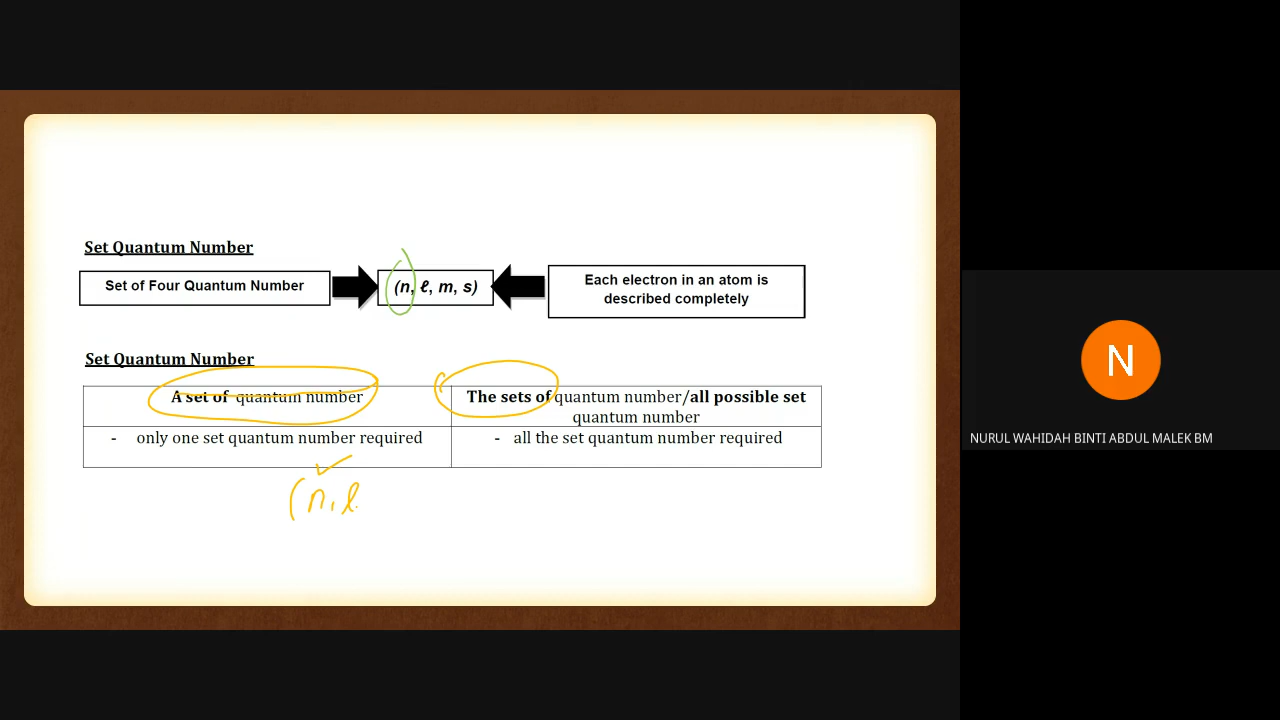 Set Quantum Number
Set of Four Quantum Number
(n, ℓ, m, s)
Each electron in an atom is
described completely
Set Quantum Number
A set of quantum number
The sets of quantum number/all possible set
quantum number
- only one set quantum number required
- all the set quantum number required
(n, ℓ
N
NURUL WAHIDAH BINTI ABDUL MALEK BM